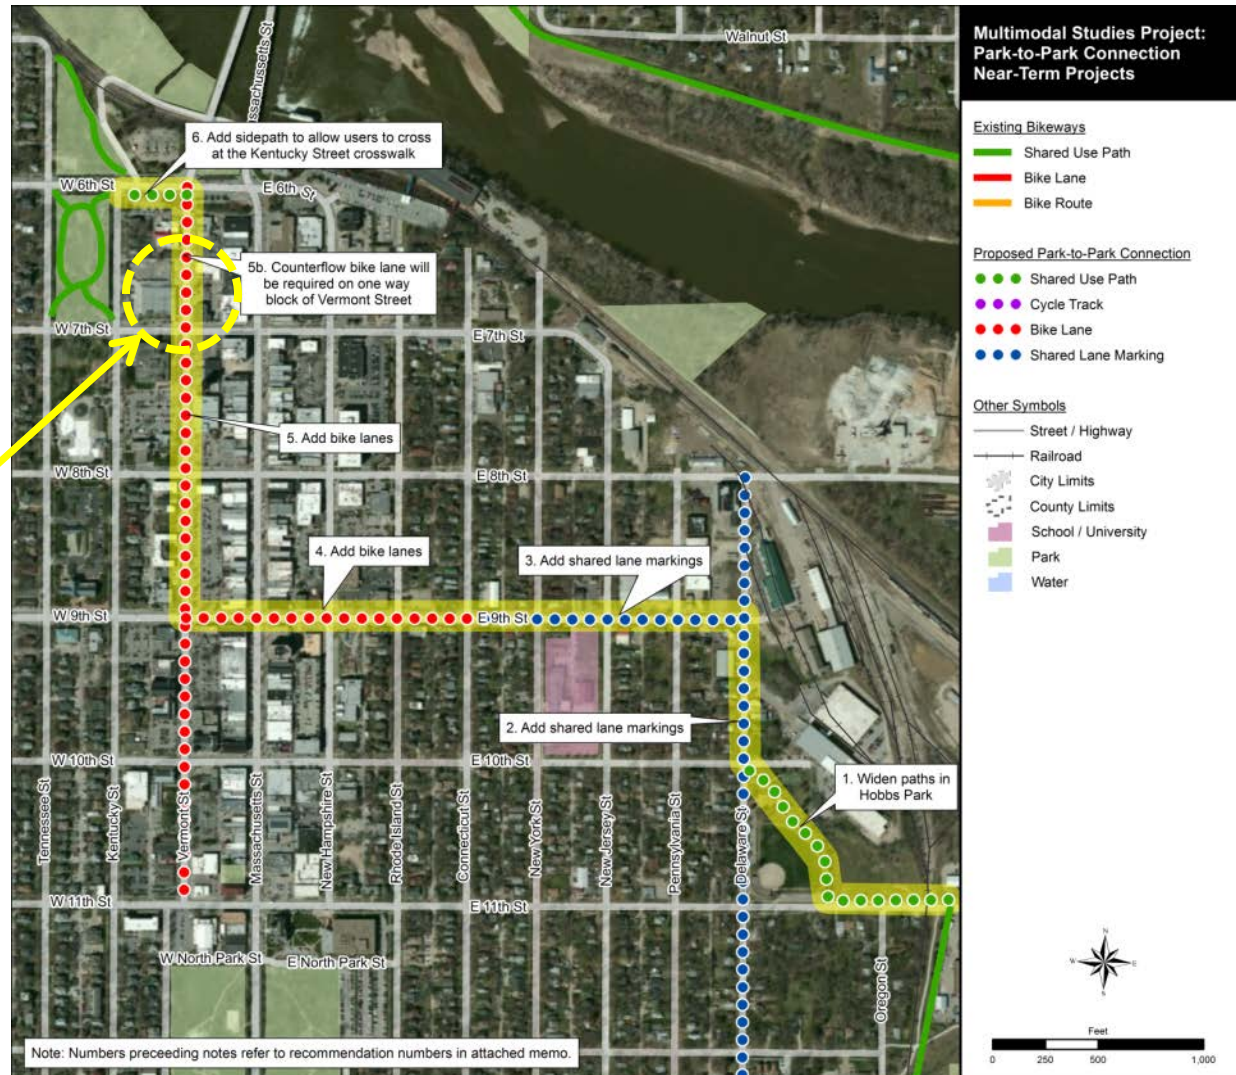 Walnut St
Massachussetts St
6. Add sidepath to allow users to cross
at the Kentucky Street crosswalk
W 6th St
E 6th St
5b. Counterflow bike lane will
be required on one way
block of Vermont Street
W 7th St
E 7th St
5. Add bike lanes
W 8th St
E 8th St
4. Add bike lanes
3. Add shared lane markings
W 9th St
E 9th St
2. Add shared lane markings
W 10th St
E 10th St
1. Widen paths in
Hobbs Park
Tennessee St
Kentucky St
Vermont St
Massachusetts St
New Hampshire St
Rhode Island St
Connecticut St
New York St
New Jersey St
Pennsylvania St
Delaware St
W 11th St
E 11th St
W North Park St
E North Park St
Oregon St
Note: Numbers preceeding notes refer to recommendation numbers in attached memo.
Multimodal Studies Project:
Park-to-Park Connection
Near-Term Projects
Existing Bikeways
Shared Use Path
Bike Lane
Bike Route
Proposed Park-to-Park Connection
Shared Use Path
Cycle Track
Bike Lane
Shared Lane Marking
Other Symbols
Street / Highway
Railroad
City Limits
County Limits
School / University
Park
Water
N
W
E
S
Feet
0 250 500 1,000